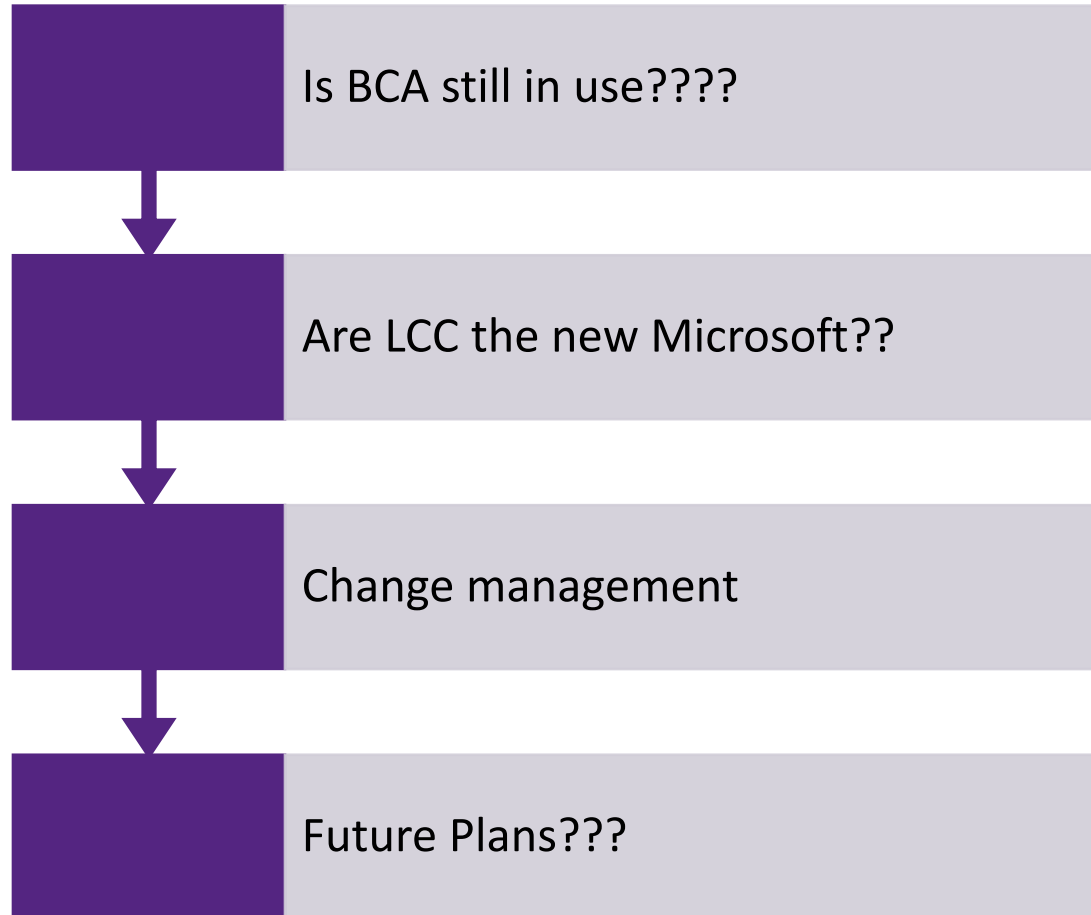 Is BCA still in use????
Are LCC the new Microsoft??
Change management
Future Plans???